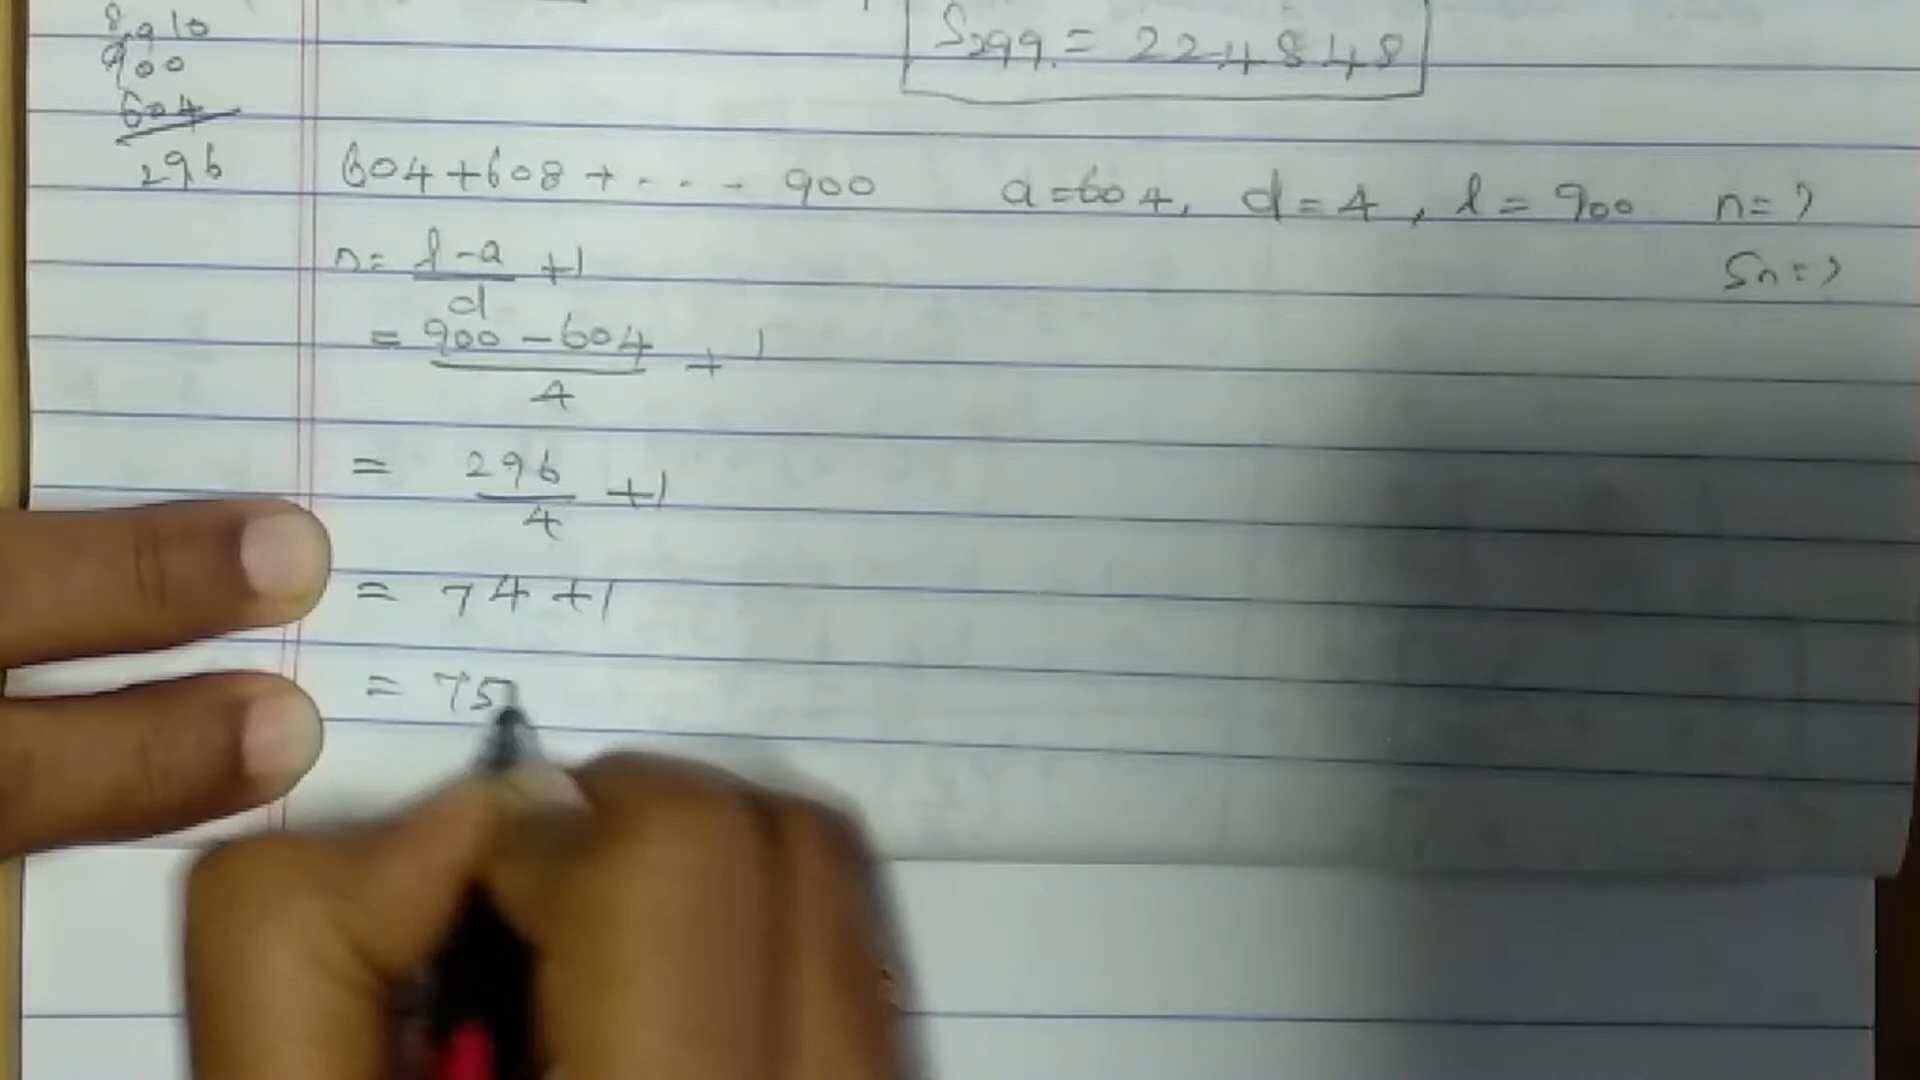 8 9 10
900
604
296
S299. = 224848
604+608+ . . . . 900 a=604, d=4, l=900 n=?
Sn=?
n= l-a/d +1
= 900-604/4 + 1
= 296/4 +1
= 74+1
= 75